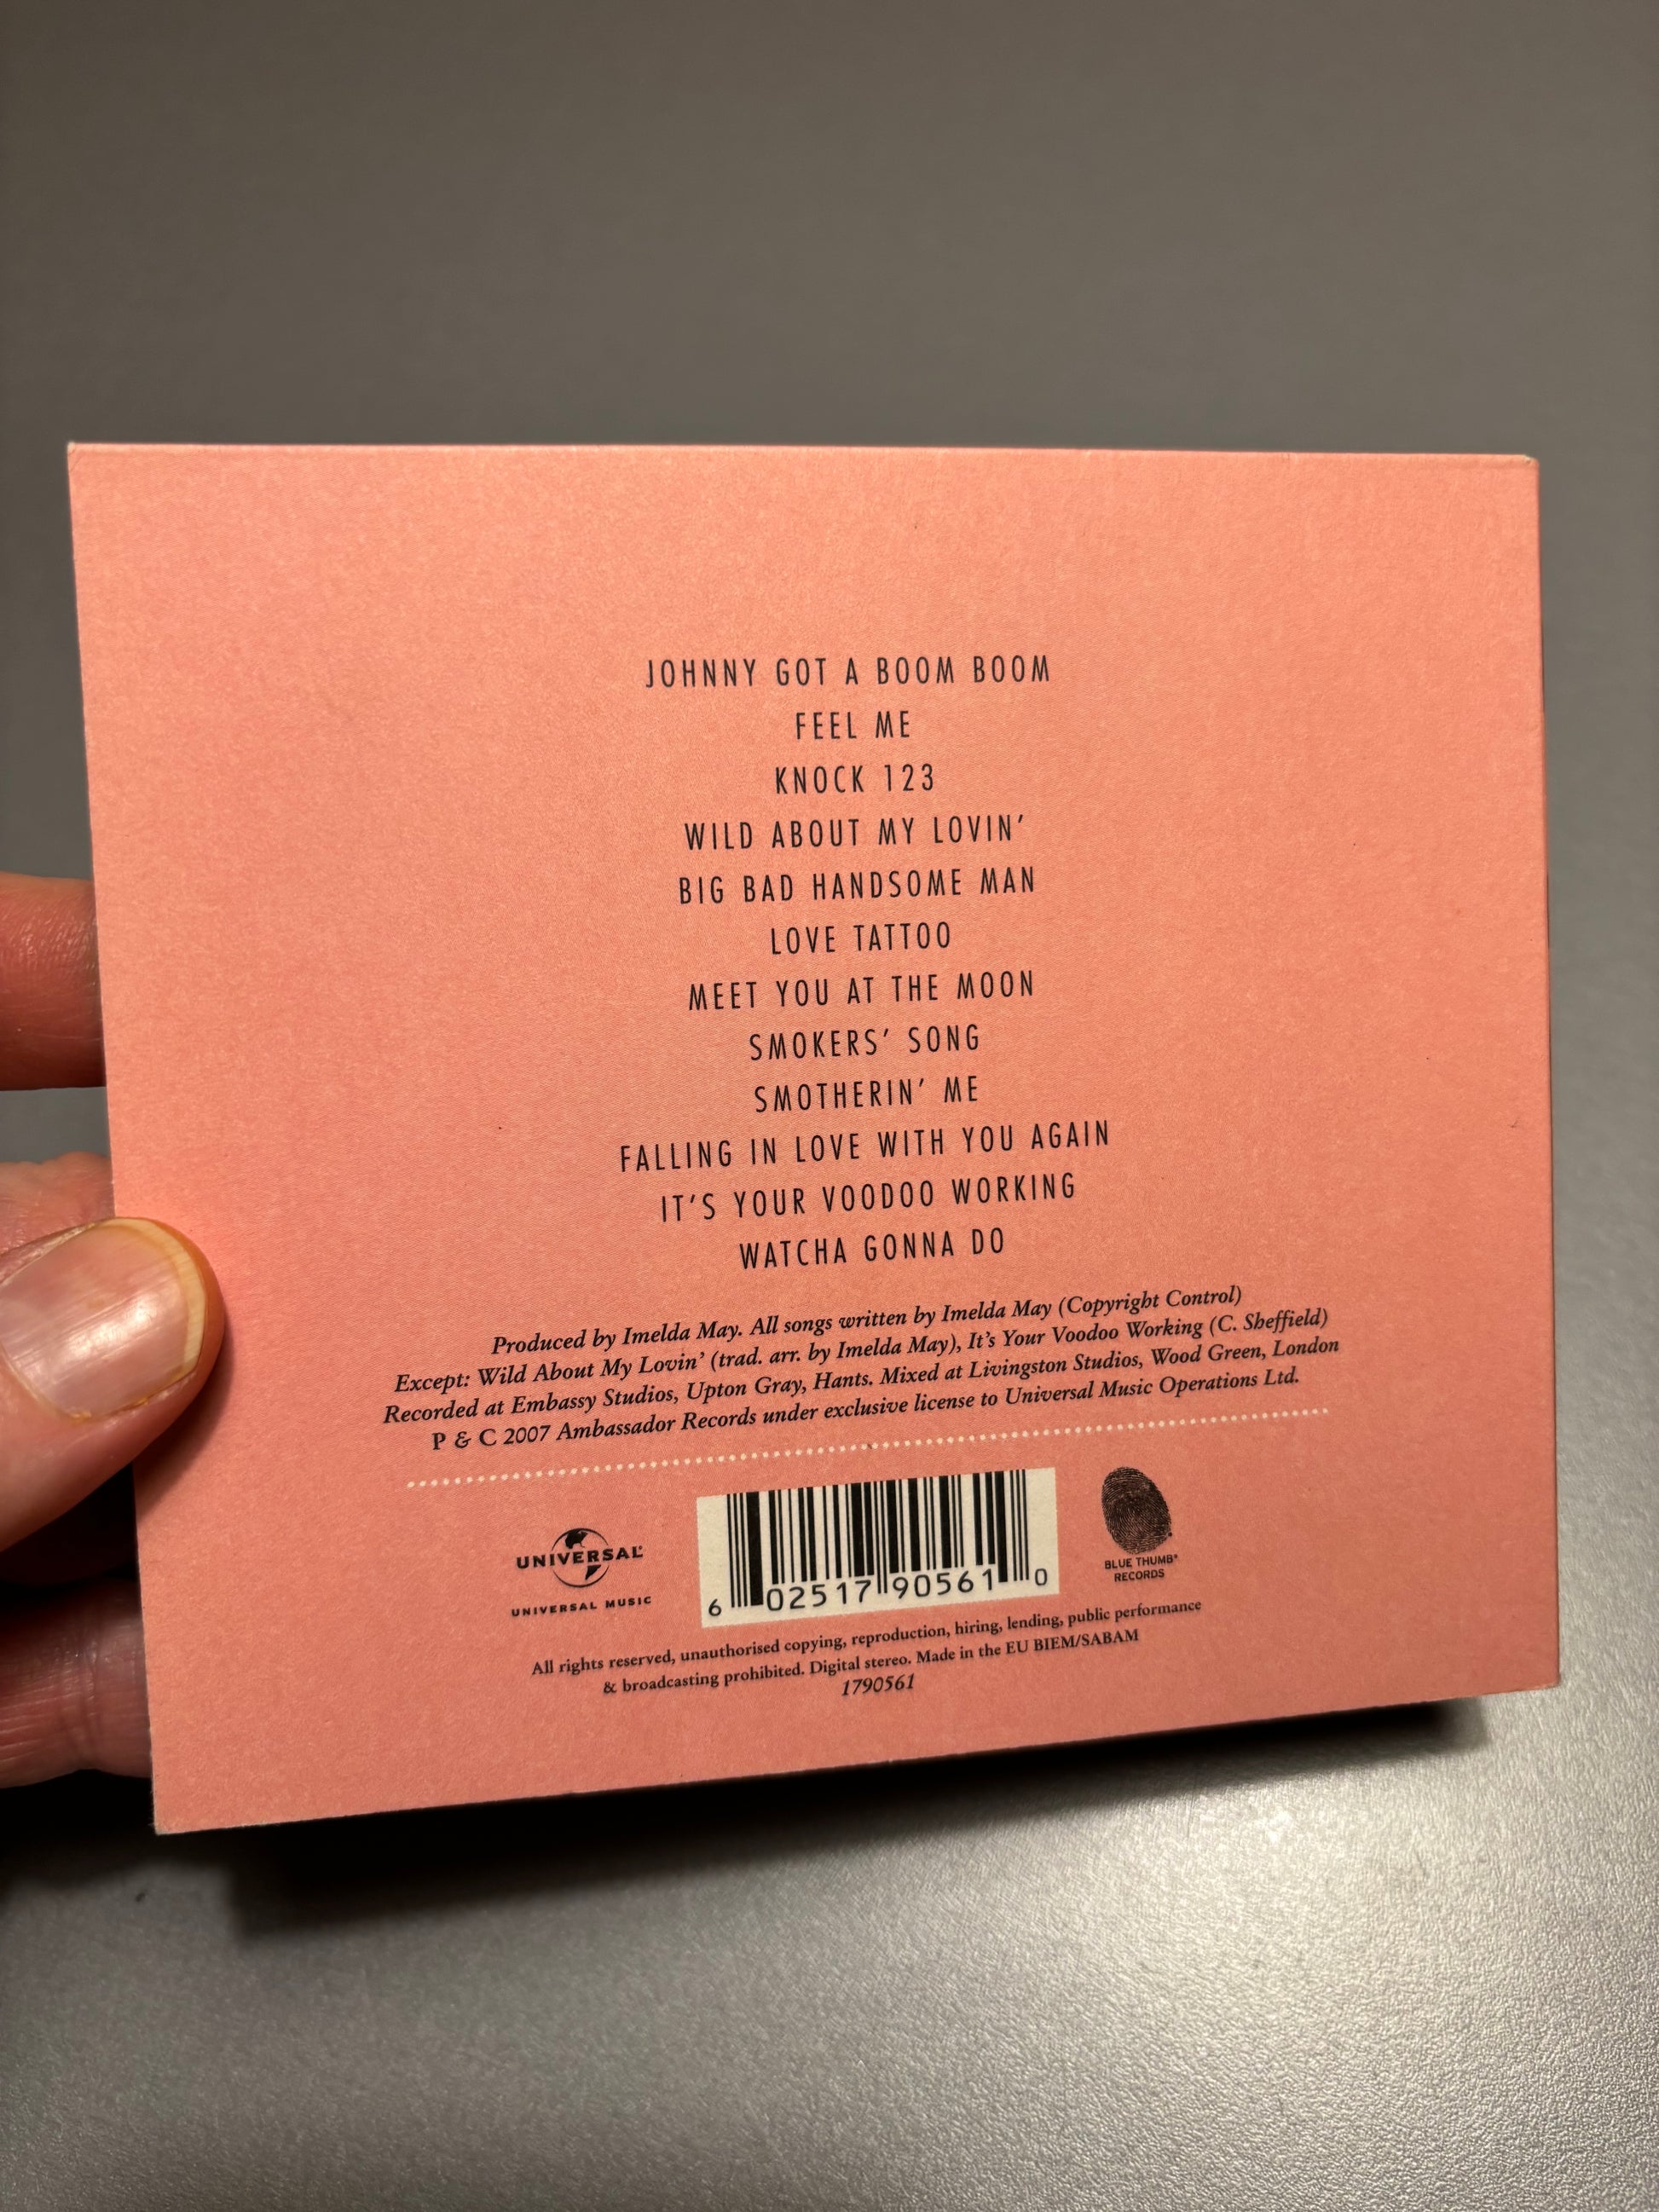 JOHNNY GOT A BOOM BOOM
FEEL ME
KNOCK 123
WILD ABOUT MY LOVIN'
BIG BAD HANDSOME MAN
LOVE TATTOO
MEET YOU AT THE MOON
SMOKERS' SONG
SMOTHERIN' ME
FALLING IN LOVE WITH YOU AGAIN
IT'S YOUR VOODOO WORKING
WATCHA GONNA DO
Produced by Imelda May. All songs written by Imelda May (Copyright Control)
Except: Wild About My Lovin' (trad. arr. by Imelda May), It's Your Voodoo Working (C. Sheffield)
Recorded at Embassy Studios, Upton Gray, Hants. Mixed at Livingston Studios, Wood Green, London
P & C 2007 Ambassador Records under exclusive license to Universal Music Operations Ltd.
UNIVERSAL
UNIVERSAL MUSIC
6 02517 90561 0
BLUE THUMB®
RECORDS
All rights reserved, unauthorised copying, reproduction, hiring, lending, public performance
& broadcasting prohibited. Digital stereo. Made in the EU BIEM/SABAM
1790561